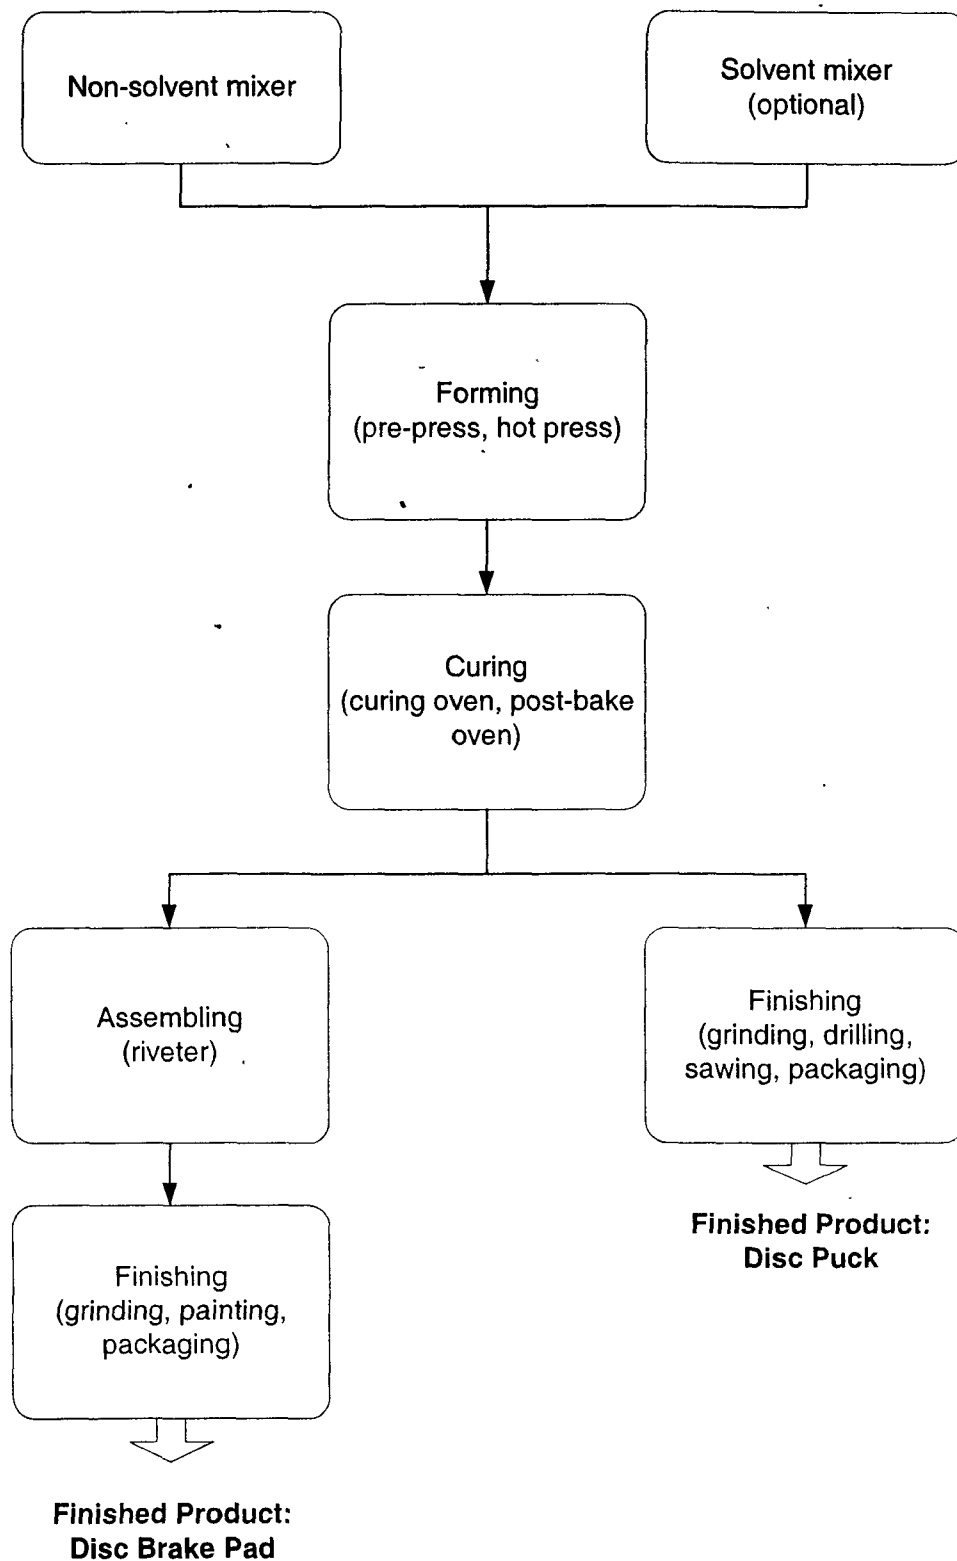 Non-solvent mixer
Solvent mixer
(optional)
Forming
(pre-press, hot press)
Curing
(curing oven, post-bake
oven)
Assembling
(riveter)
Finishing
(grinding, drilling,
sawing, packaging)
Finished Product:
Disc Puck
Finishing
(grinding, painting,
packaging)
Finished Product:
Disc Brake Pad